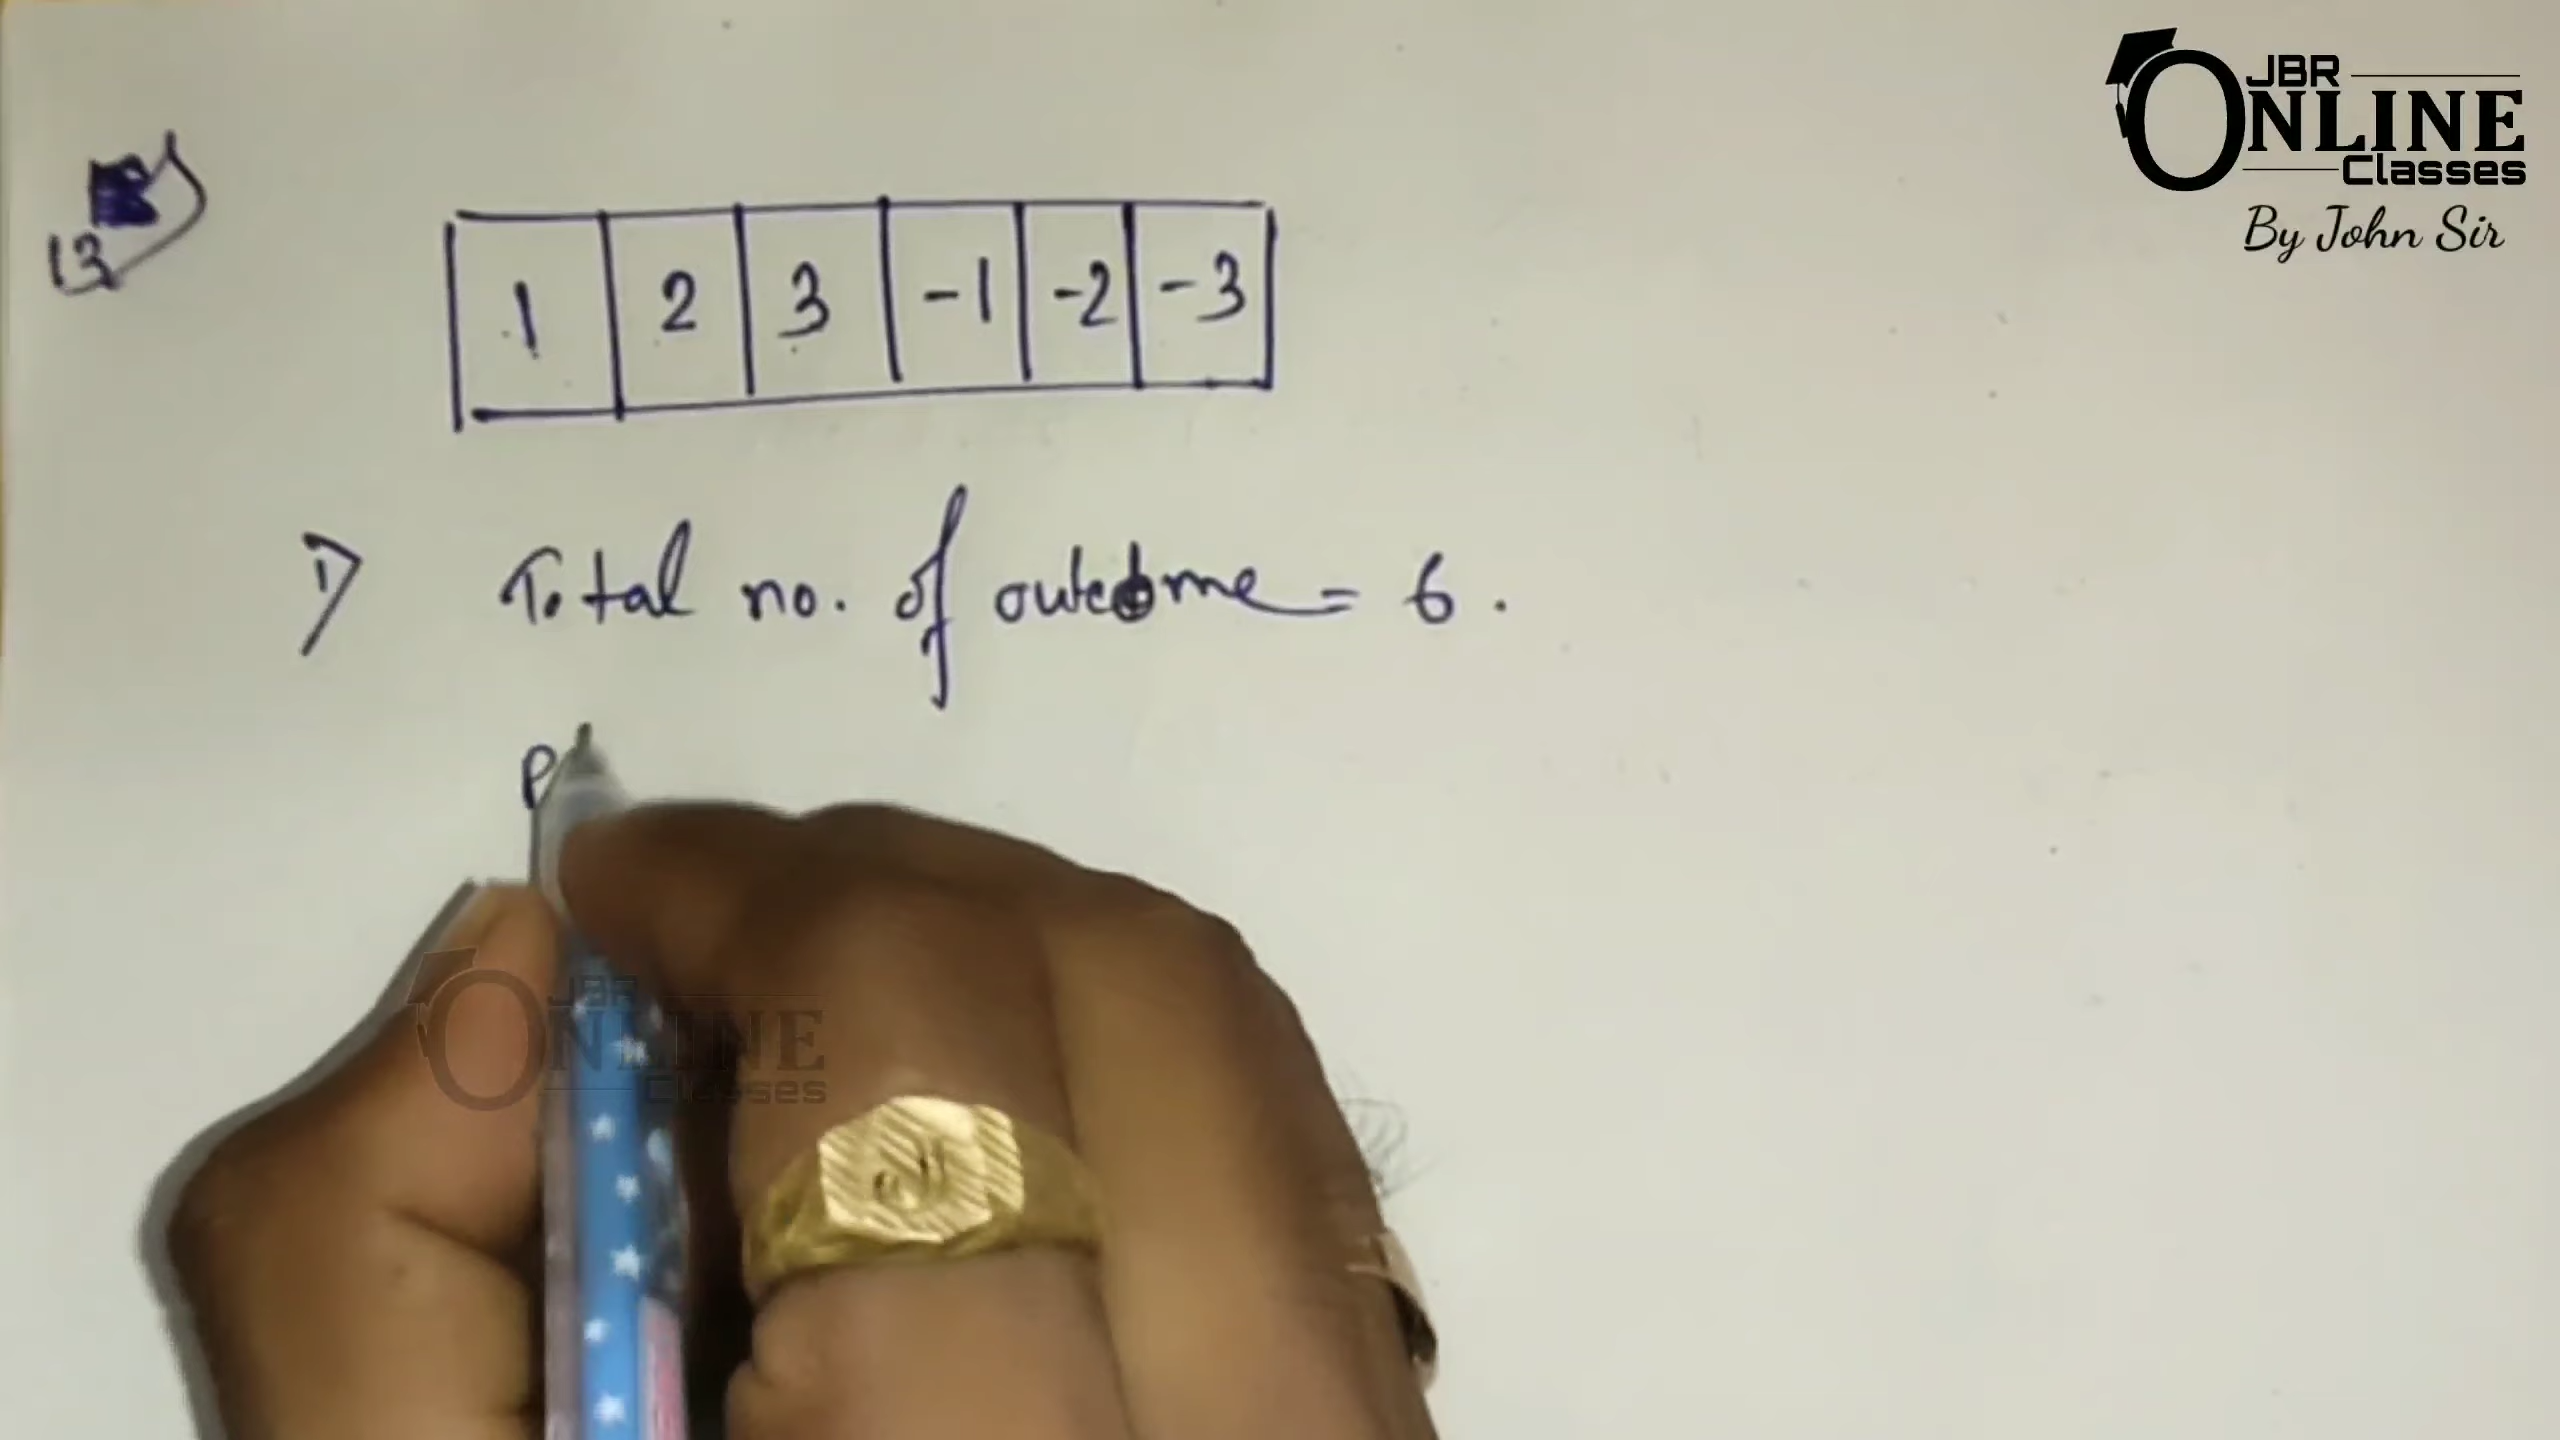 JBR
ONLINE
Classes
By John Sir
13
1 2 3 -1 -2 -3
1) Total no. of outcome = 6.
P
JBR
ONLINE
Classes